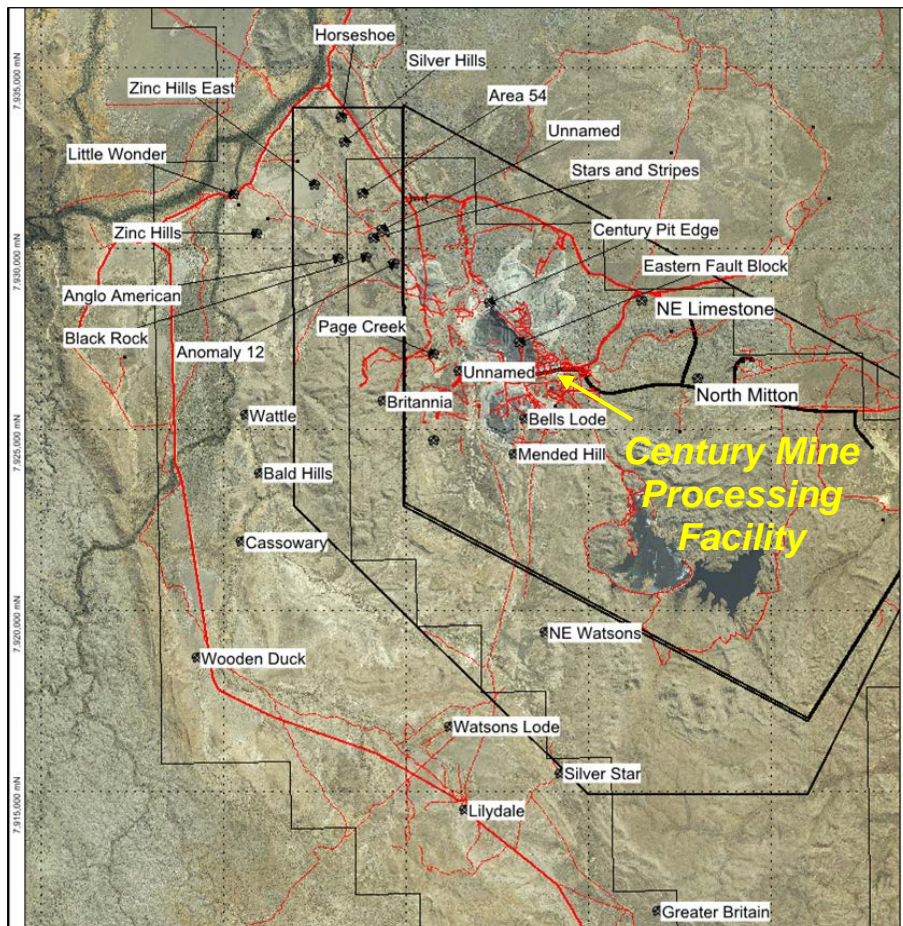 Horseshoe
Silver Hills
Zinc Hills East
Area 54
7,935,000 mN
Unnamed
Little Wonder
Stars and Stripes
Zinc Hills
Century Pit Edge
7,930,000 mN
Eastern Fault Block
Anglo American
NE Limestone
Black Rock
Page Creek
Anomaly 12
Unnamed
North Mitton
Britannia
Wattle
Bells Lode
7,925,000 mN
Century Mine
Processing
Facility
Mended Hill
Bald Hills
Cassowary
7,920,000 mN
NE Watsons
Wooden Duck
Watsons Lode
Silver Star
7,915,000 mN
Lilydale
Greater Britain